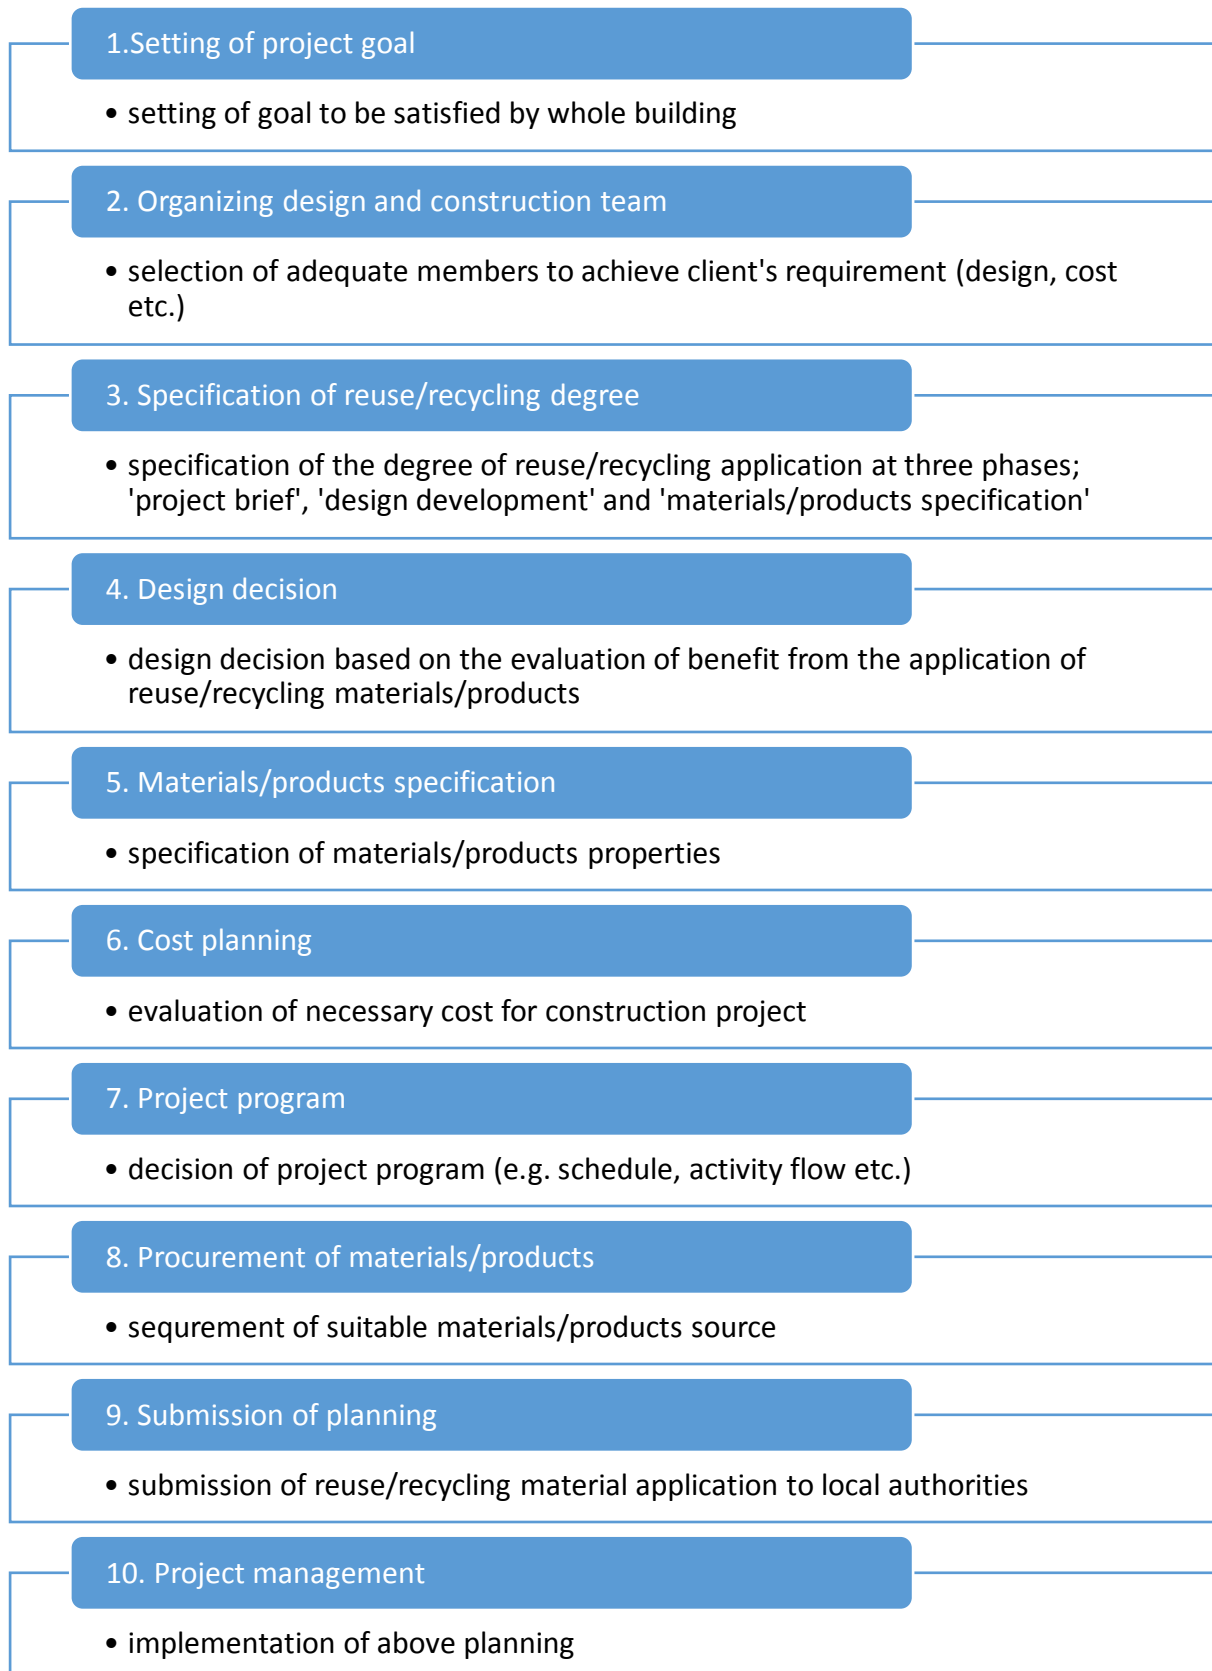 1.Setting of project goal
• setting of goal to be satisfied by whole building
2. Organizing design and construction team
• selection of adequate members to achieve client's requirement (design, cost
etc.)
3. Specification of reuse/recycling degree
• specification of the degree of reuse/recycling application at three phases;
'project brief', 'design development' and 'materials/products specification'
4. Design decision
• design decision based on the evaluation of benefit from the application of
reuse/recycling materials/products
5. Materials/products specification
• specification of materials/products properties
6. Cost planning
• evaluation of necessary cost for construction project
7. Project program
• decision of project program (e.g. schedule, activity flow etc.)
8. Procurement of materials/products
• sequrement of suitable materials/products source
9. Submission of planning
• submission of reuse/recycling material application to local authorities
10. Project management
• implementation of above planning